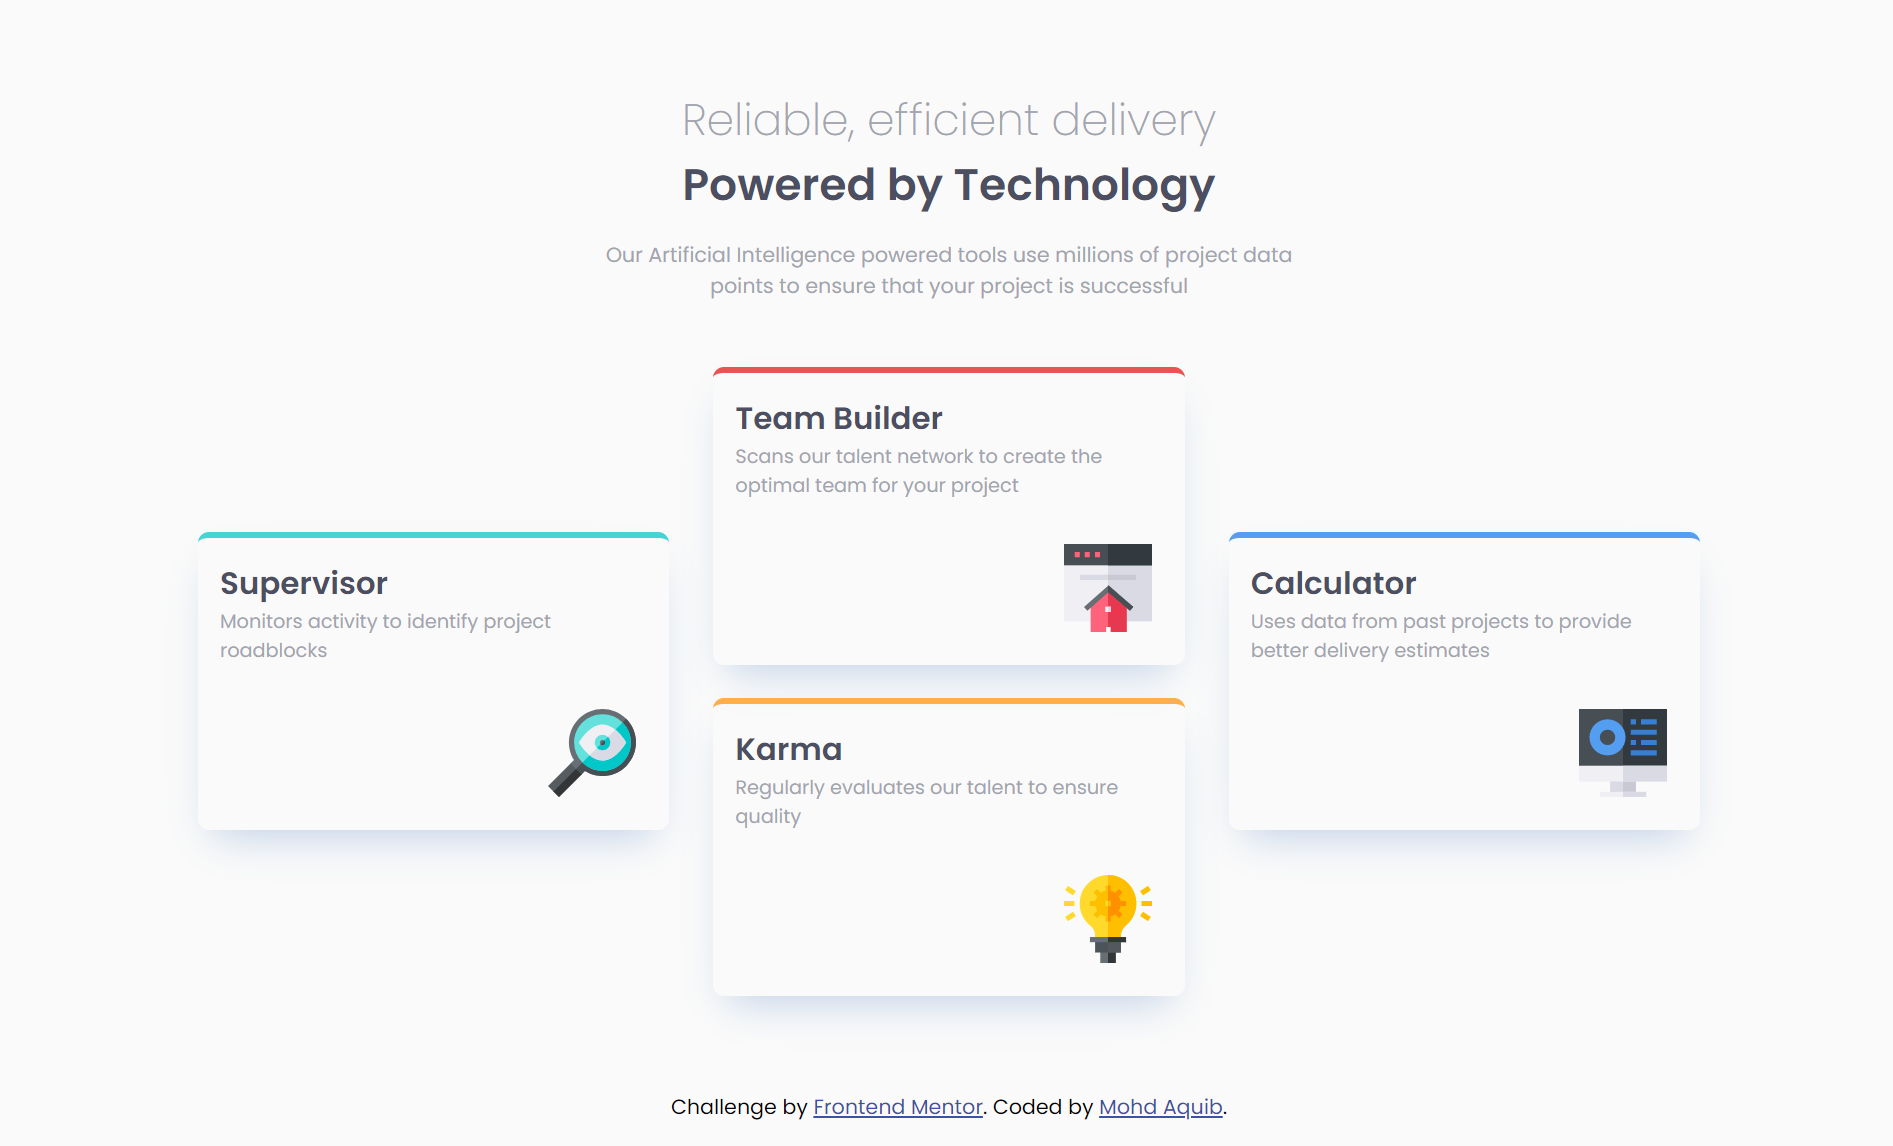 Reliable, efficient delivery
Powered by Technology
Our Artificial Intelligence powered tools use millions of project data
points to ensure that your project is successful
Supervisor
Monitors activity to identify project
roadblocks
Team Builder
Scans our talent network to create the
optimal team for your project
Karma
Regularly evaluates our talent to ensure
quality
Calculator
Uses data from past projects to provide
better delivery estimates
Challenge by Frontend Mentor. Coded by Mohd Aquib.